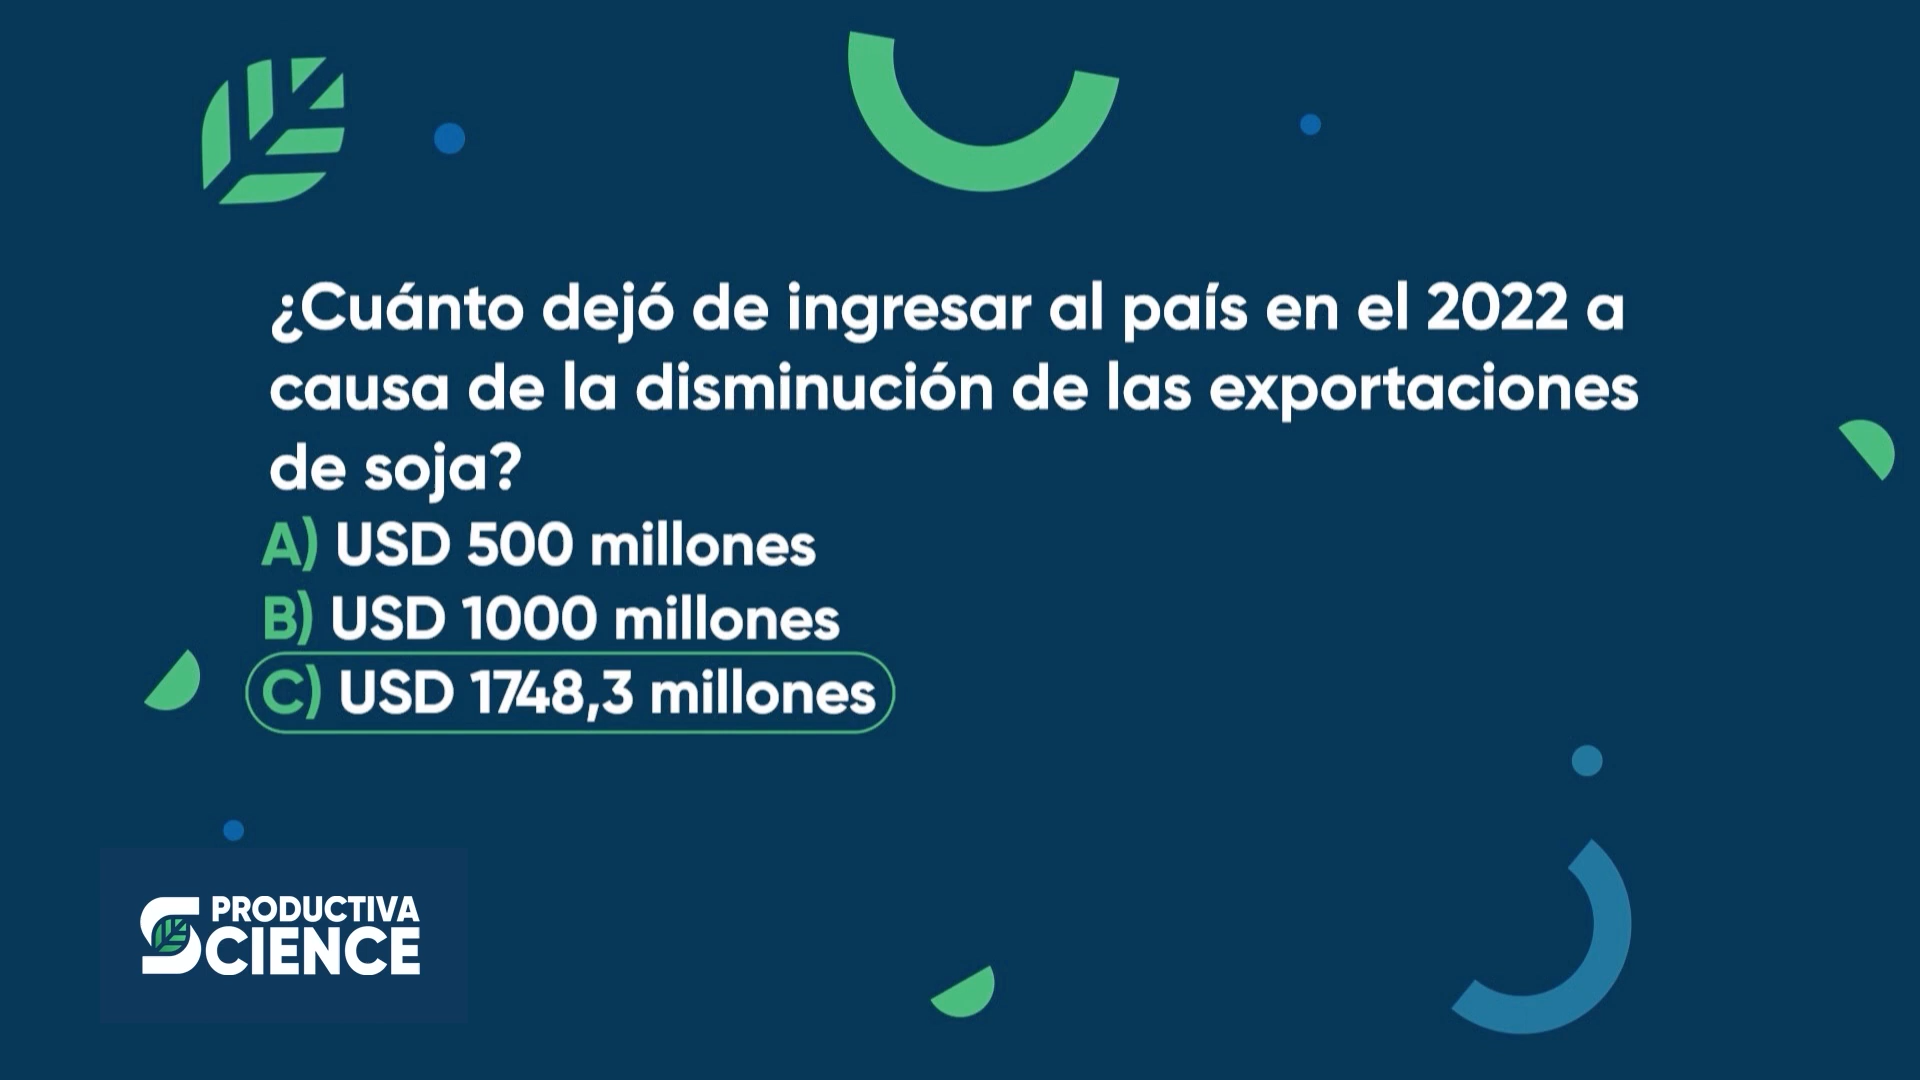 ¿Cuánto dejó de ingresar al país en el 2022 a
causa de la disminución de las exportaciones
de soja?
A) USD 500 millones
B) USD 1000 millones
C) USD 1748,3 millones
PRODUCTIVA
SCIENCE